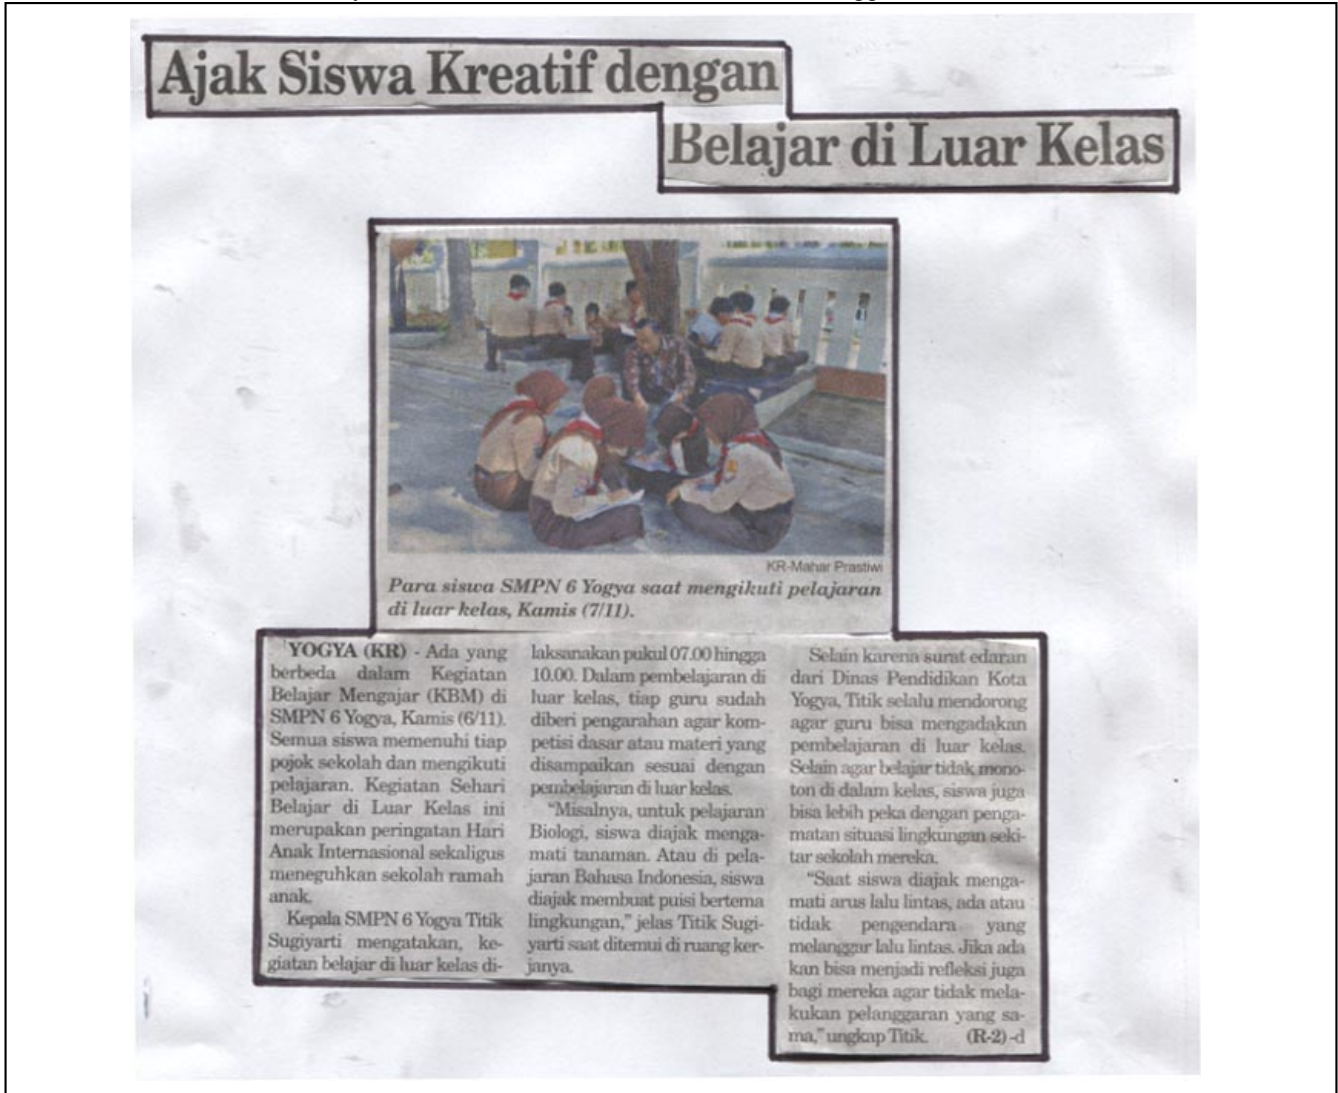 Ajak Siswa Kreatif dengan
Belajar di Luar Kelas
KR-Mahar Prastiwi
Para siswa SMPN 6 Yogya saat mengikuti pelajaran
di luar kelas, Kamis (7/11).
YOGYA (KR) - Ada yang
berbeda dalam Kegiatan
Belajar Mengajar (KBM) di
SMPN 6 Yogya, Kamis (6/11).
Semua siswa memenuhi tiap
pojok sekolah dan mengikuti
pelajaran. Kegiatan Sehari
Belajar di Luar Kelas ini
merupakan peringatan Hari
Anak Internasional sekaligus
meneguhkan sekolah ramah
anak.
Kepala SMPN 6 Yogya Titik
Sugiyarti mengatakan, ke-
giatan belajar di luar kelas di-
laksanakan pukul 07.00 hingga
10.00. Dalam pembelajaran di
luar kelas, tiap guru sudah
diberi pengarahan agar kom-
petisi dasar atau materi yang
disampaikan sesuai dengan
pembelajaran di luar kelas.
"Misalnya, untuk pelajaran
Biologi, siswa diajak menga-
mati tanaman. Atau di pela-
jaran Bahasa Indonesia, siswa
diajak membuat puisi bertema
lingkungan," jelas Titik Sugi-
yarti saat ditemui di ruang ker-
janya.
Selain karena surat edaran
dari Dinas Pendidikan Kota
Yogya, Titik selalu mendorong
agar guru bisa mengadakan
pembelajaran di luar kelas.
Selain agar belajar tidak mono-
ton di dalam kelas, siswa juga
bisa lebih peka dengan penga-
matan situasi lingkungan seki-
tar sekolah mereka.
"Saat siswa diajak menga-
mati arus lalu lintas, ada atau
tidak pengendara yang
melanggar lalu lintas. Jika ada
kan bisa menjadi refleksi juga
bagi mereka agar tidak mela-
kukan pelanggaran yang sa-
ma," ungkap Titik. (R-2) -d